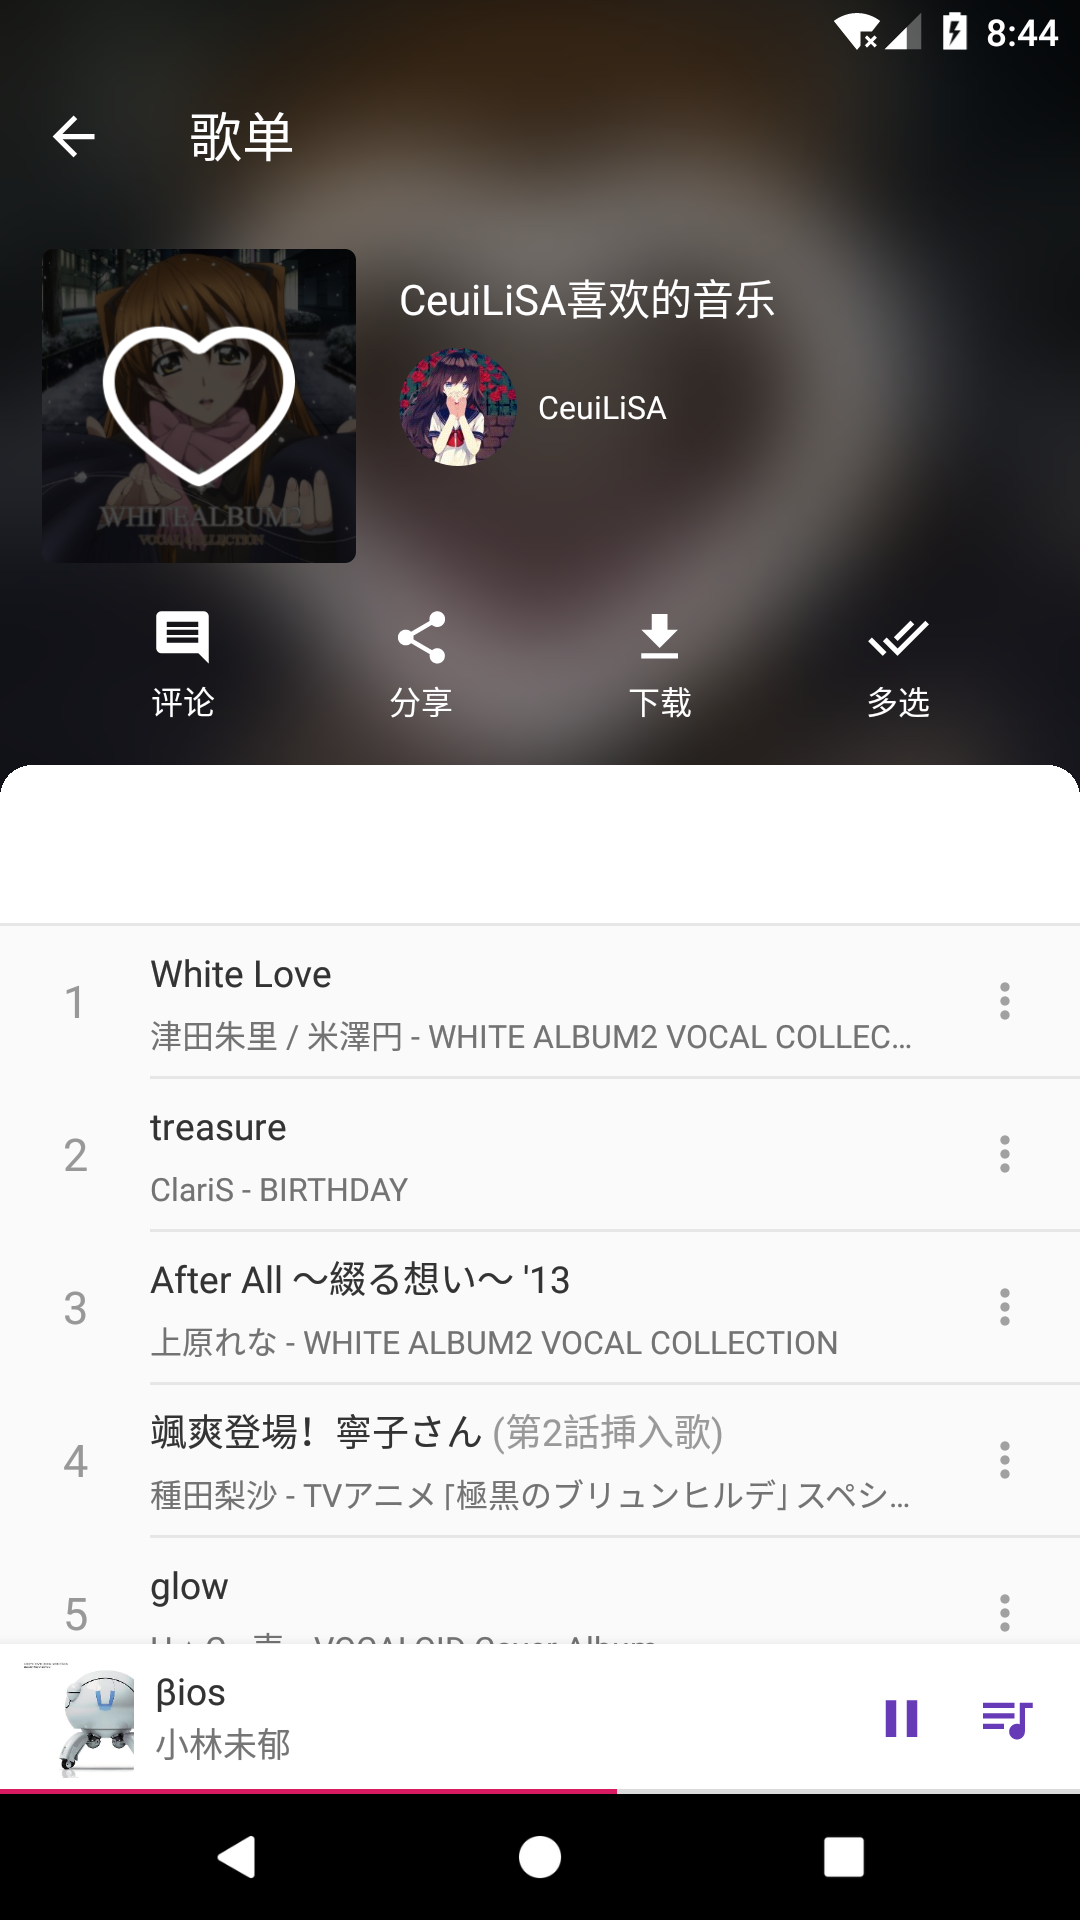 8:44
歌单
CeuiLiSA喜欢的音乐
CeuiLiSA
WHITEALBUM2
VOCAL COLLECTION
评论
分享
下载
多选
1
White Love
津田朱里 / 米澤円 - WHITE ALBUM2 VOCAL COLLEC...
2
treasure
ClariS - BIRTHDAY
3
After All ～綴る想い～ '13
上原れな - WHITE ALBUM2 VOCAL COLLECTION
4
颯爽登場！寧子さん (第2話挿入歌)
種田梨沙 - TVアニメ「極黒のブリュンヒルデ」スペシ...
5
glow
βios
小林未郁